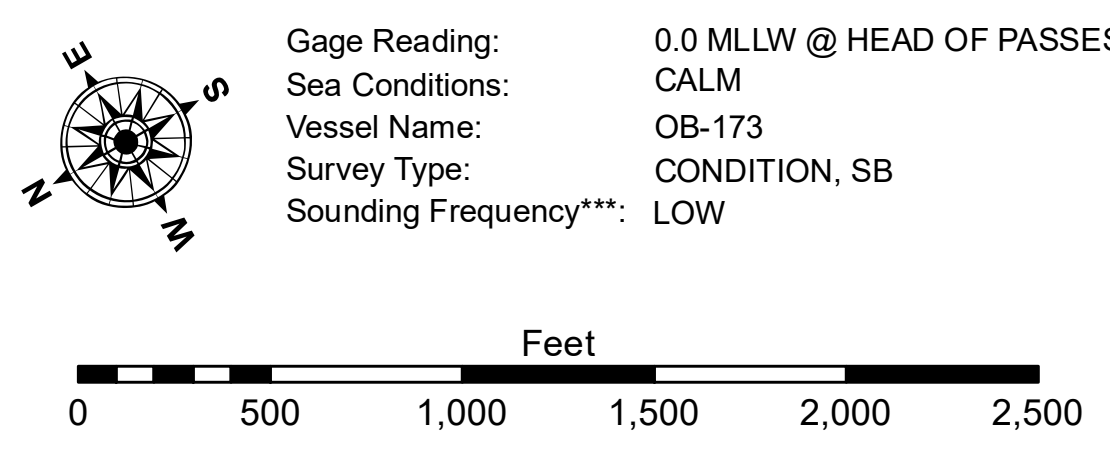 E
S
N
W
Gage Reading: 0.0 MLLW @ HEAD OF PASSES
Sea Conditions: CALM
Vessel Name: OB-173
Survey Type: CONDITION, SB
Sounding Frequency***: LOW
Feet
0 500 1,000 1,500 2,000 2,500